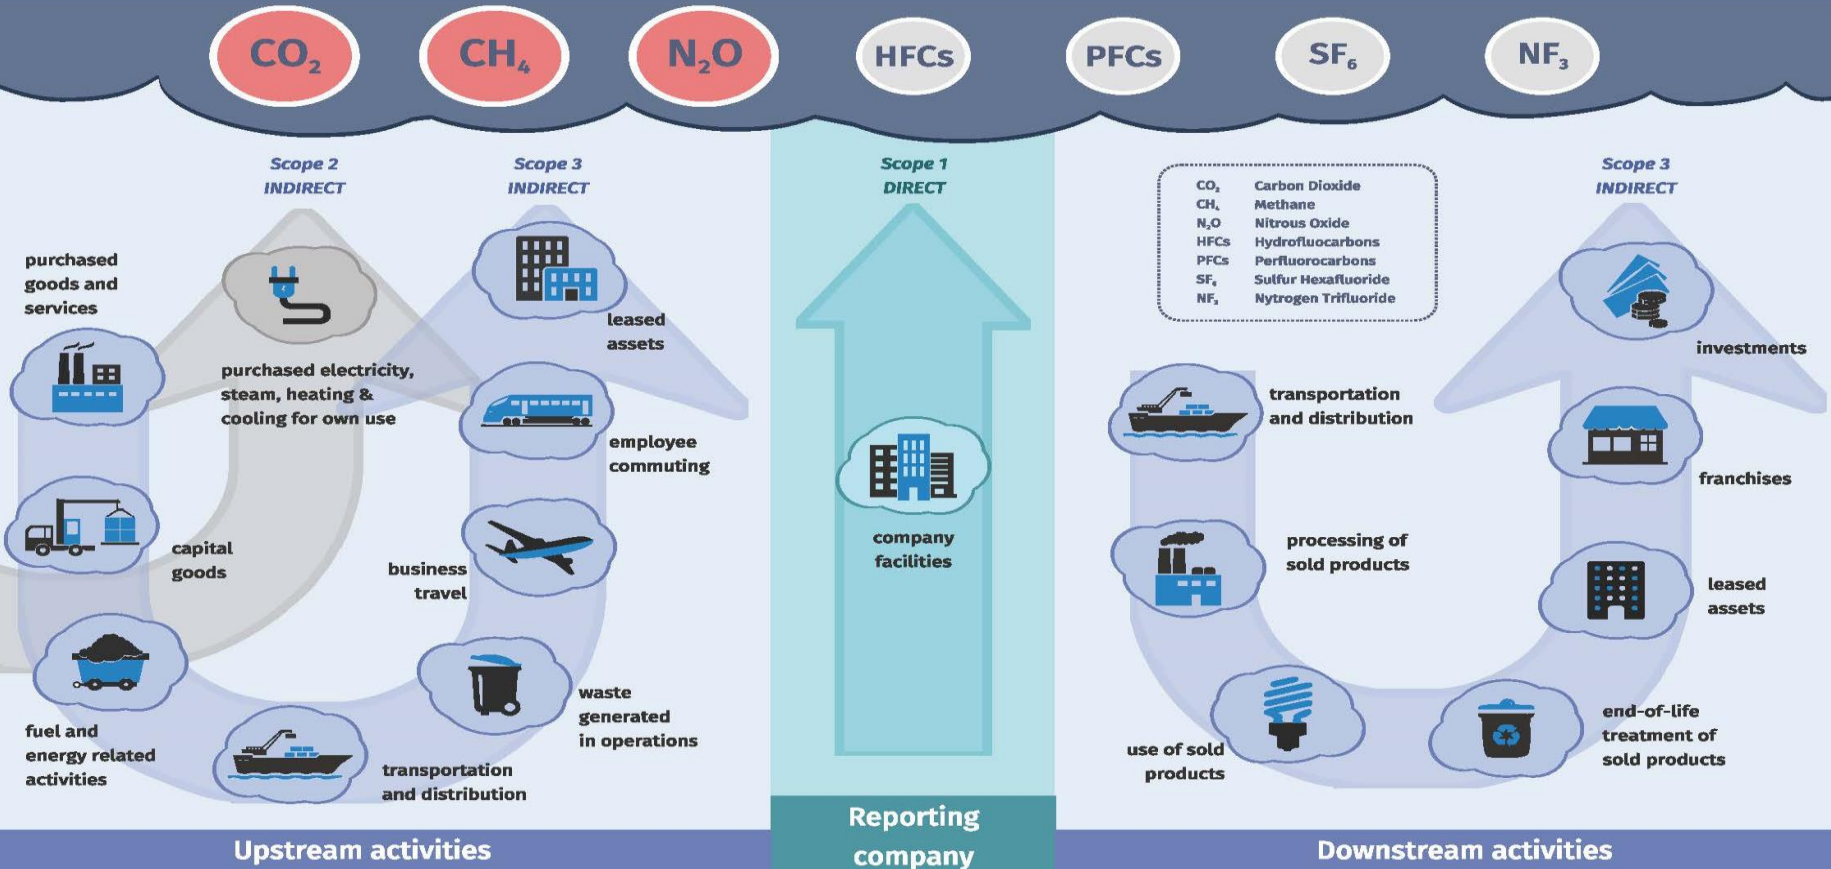 CO₂
CH₄
N₂O
HFCs
PFCs
SF₆
NF₃
Scope 2
INDIRECT
Scope 3
INDIRECT
Scope 1
DIRECT
Scope 3
INDIRECT
CO₂ Carbon Dioxide
CH₄ Methane
N₂O Nitrous Oxide
HFCs Hydrofluocarbons
PFCs Perfluorocarbons
SF₆ Sulfur Hexafluoride
NF₃ Nytrogen Trifluoride
purchased
goods and
services
purchased electricity,
steam, heating &
cooling for own use
leased
assets
employee
commuting
capital
goods
business
travel
fuel and
energy related
activities
transportation
and distribution
waste
generated
in operations
company
facilities
transportation
and distribution
processing of
sold products
use of sold
products
end-of-life
treatment of
sold products
leased
assets
franchises
investments
Upstream activities
Reporting
company
Downstream activities